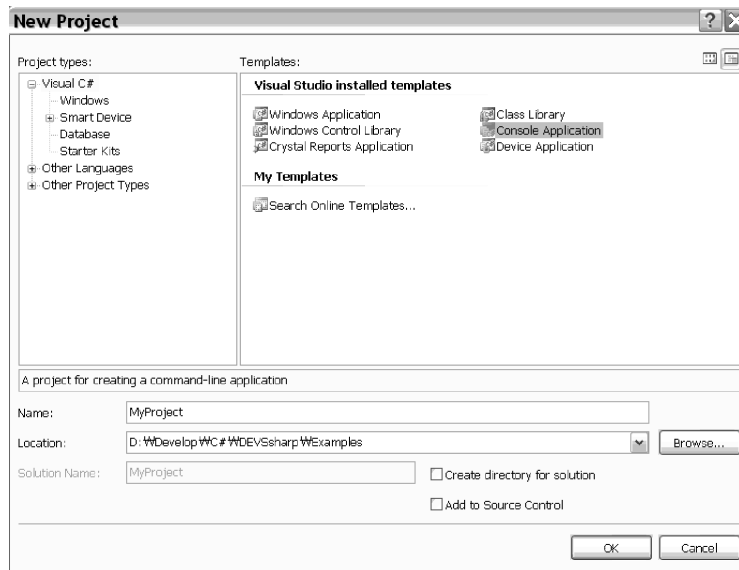 New Project
Project types:
Visual C#
Windows
Smart Device
Database
Starter Kits
Other Languages
Other Project Types
Templates:
Visual Studio installed templates
Windows Application
Class Library
Windows Control Library
Console Application
Crystal Reports Application
Device Application
My Templates
Search Online Templates...
A project for creating a command-line application
Name: MyProject
Location: D:₩Develop₩C#₩DEVSsharp₩Examples Browse...
Solution Name: MyProject Create directory for solution
Add to Source Control
OK Cancel